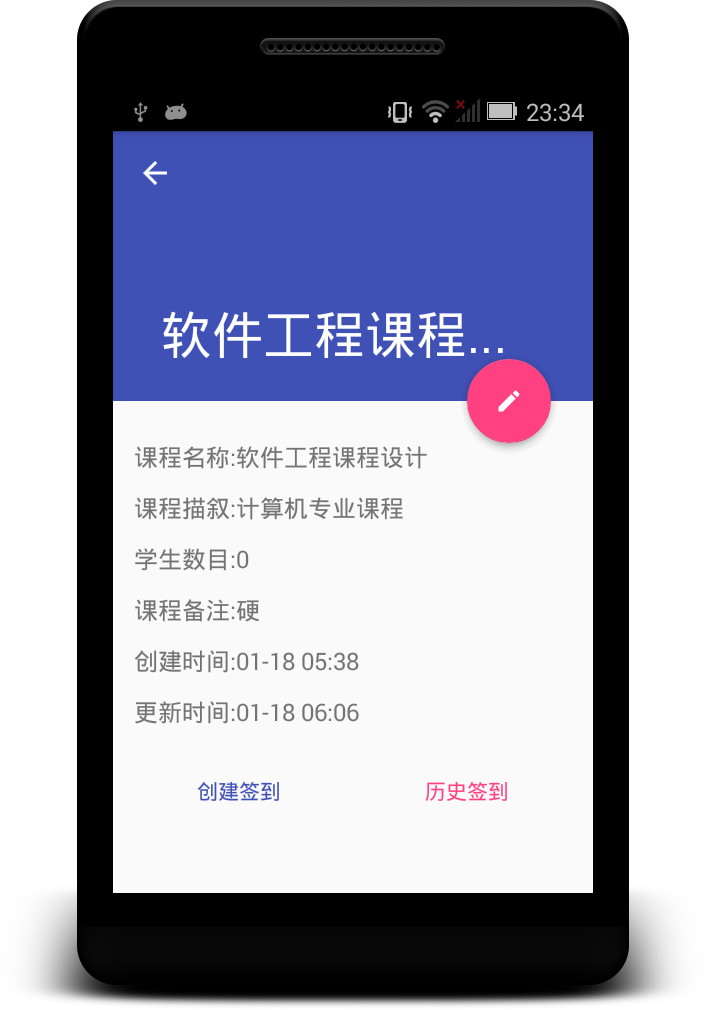 23:34
软件工程课程...
课程名称:软件工程课程设计
课程描叙:计算机专业课程
学生数目:0
课程备注:硬
创建时间:01-18 05:38
更新时间:01-18 06:06
创建签到 历史签到